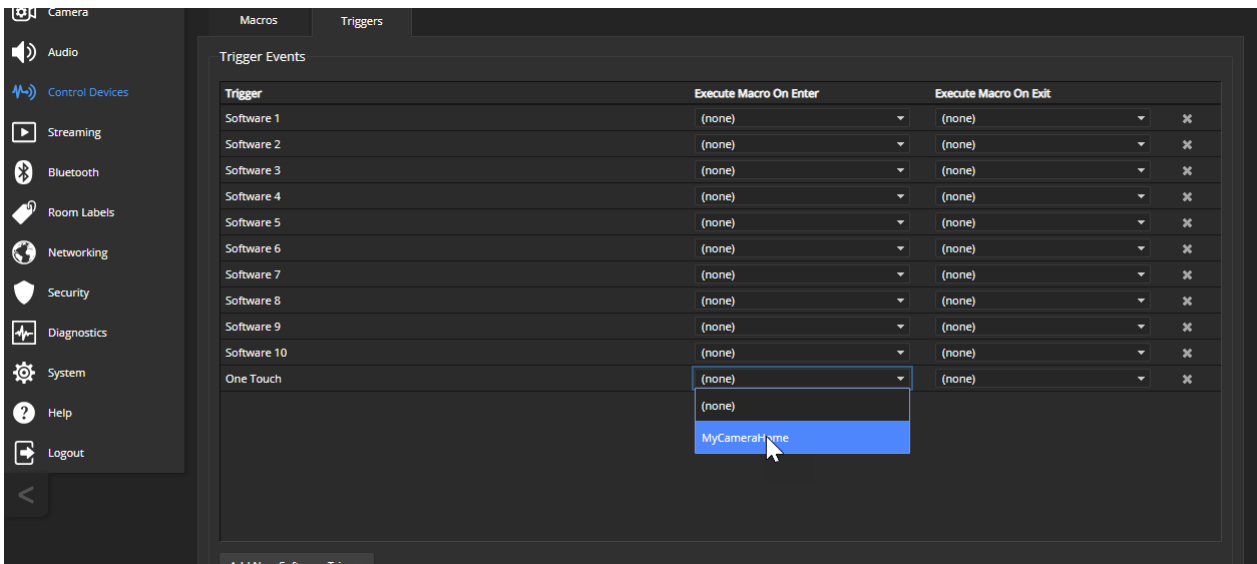 Camera
Audio
Control Devices
Streaming
Bluetooth
Room Labels
Networking
Security
Diagnostics
System
? Help
Logout
<
Macros Triggers
Trigger Events
Trigger Execute Macro On Enter Execute Macro On Exit
Software 1 (none) (none)
Software 2 (none) (none)
Software 3 (none) (none)
Software 4 (none) (none)
Software 5 (none) (none)
Software 6 (none) (none)
Software 7 (none) (none)
Software 8 (none) (none)
Software 9 (none) (none)
Software 10 (none) (none)
One Touch (none) (none)
(none)
MyCameraHome